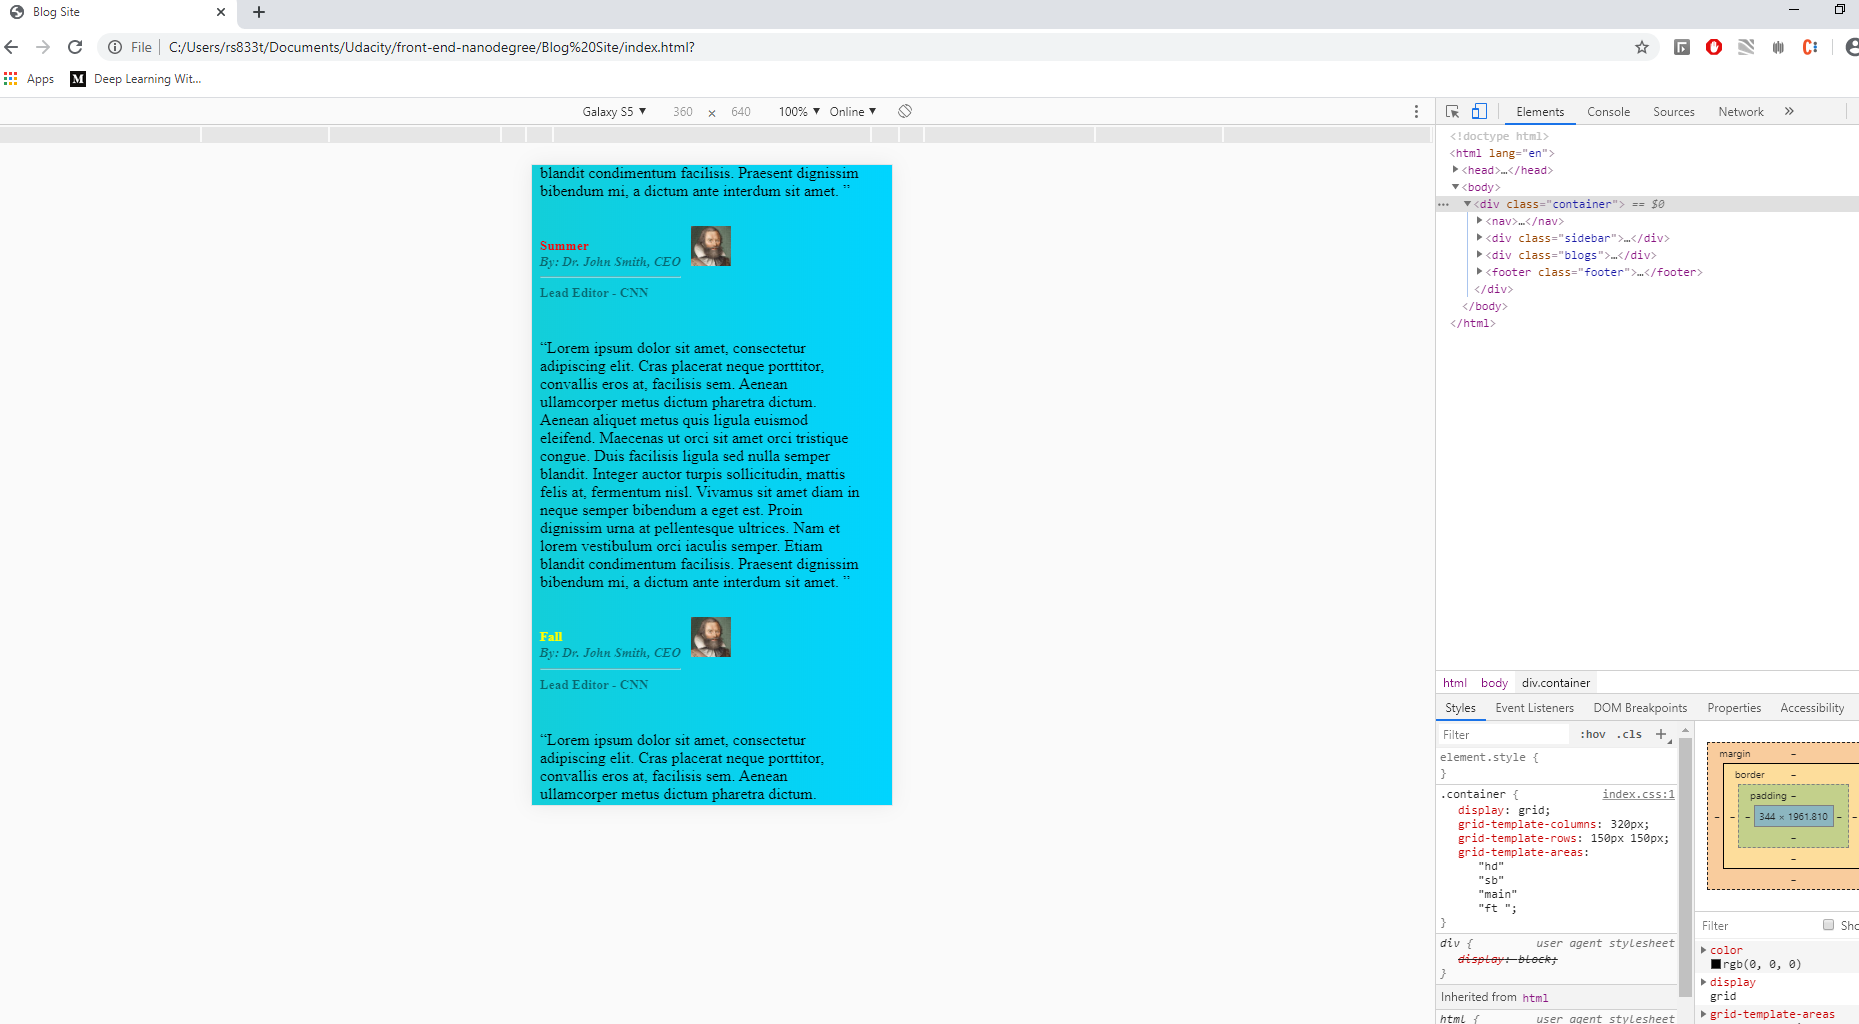 Blog Site
File
C:/Users/rs833t/Documents/Udacity/front-end-nanodegree/Blog%20Site/index.html?
Apps
M Deep Learning Wit...
Galaxy S5 ▼ 360 × 640 100% ▼ Online ▼
blandit condimentum facilisis. Praesent dignissim
bibendum mi, a dictum ante interdum sit amet. ”
Summer
By: Dr. John Smith, CEO
Lead Editor - CNN
“Lorem ipsum dolor sit amet, consectetur
adipiscing elit. Cras placerat neque porttitor,
convallis eros at, facilisis sem. Aenean
ullamcorper metus dictum pharetra dictum.
Aenean aliquet metus quis ligula euismod
eleifend. Maecenas ut orci sit amet orci tristique
congue. Duis facilisis ligula sed nulla semper
blandit. Integer auctor turpis sollicitudin, mattis
felis at, fermentum nisl. Vivamus sit amet diam in
neque semper bibendum a eget est. Proin
dignissim urna at pellentesque ultrices. Nam et
lorem vestibulum orci iaculis semper. Etiam
blandit condimentum facilisis. Praesent dignissim
bibendum mi, a dictum ante interdum sit amet. ”
Fall
By: Dr. John Smith, CEO
Lead Editor - CNN
“Lorem ipsum dolor sit amet, consectetur
adipiscing elit. Cras placerat neque porttitor,
convallis eros at, facilisis sem. Aenean
ullamcorper metus dictum pharetra dictum.
Elements Console Sources Network »
<!doctype html>
<html lang="en">
<head>…</head>
<body>
<div class="container"> == $0
<nav>…</nav>
<div class="sidebar">…</div>
<div class="blogs">…</div>
<footer class="footer">…</footer>
</div>
</body>
</html>
html body div.container
Styles Event Listeners DOM Breakpoints Properties Accessibility
Filter :hov .cls +
element.style {
}
.container { index.css:1
display: grid;
grid-template-columns: 320px;
grid-template-rows: 150px 150px;
grid-template-areas:
"hd"
"sb"
"main"
"ft ";
}
div { user agent stylesheet
display: block;
}
Inherited from html
html { user agent stylesheet
margin –
border –
padding –
– – – 344 × 1961.810 – –
–
–
–
Filter Sho
color
rgb(0, 0, 0)
display
grid
grid-template-areas